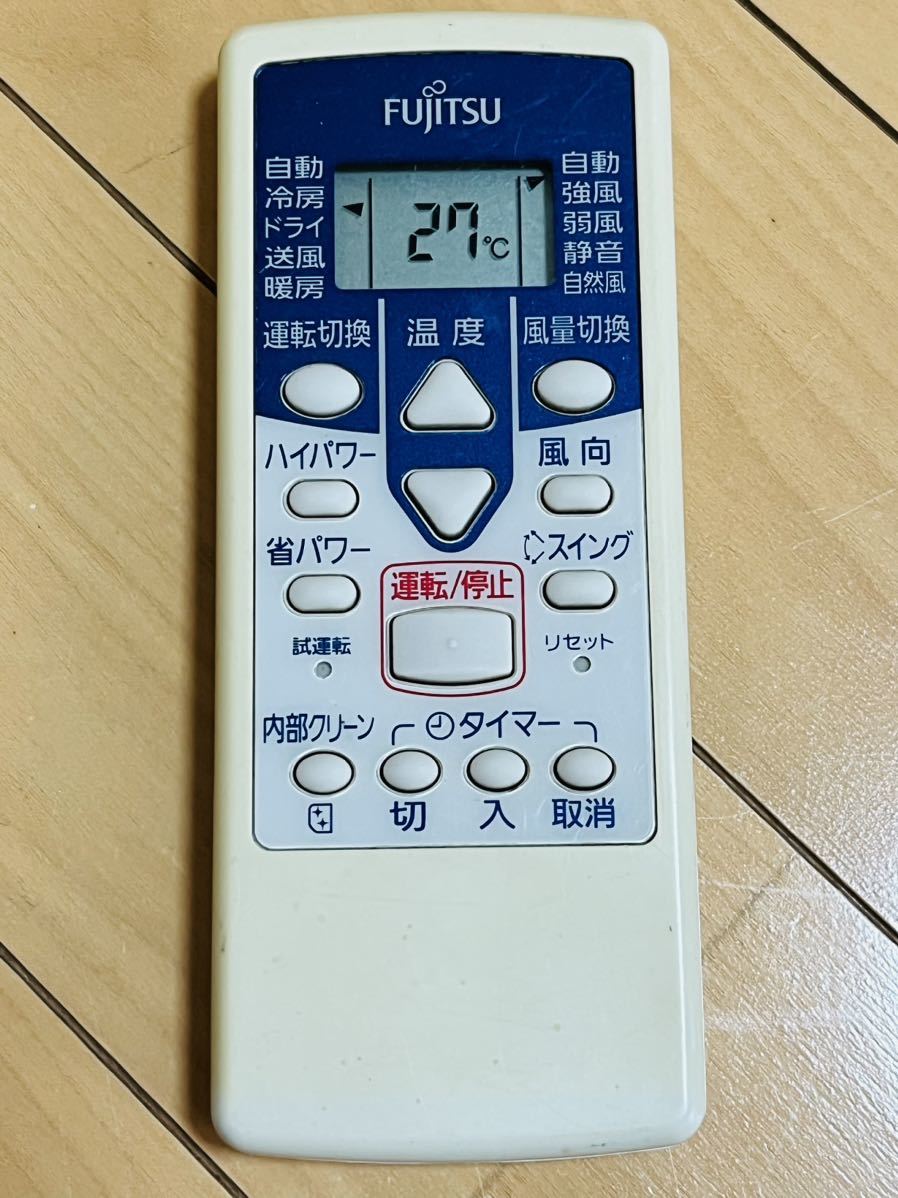 FUJITSU
自動
冷房
ドライ
送風
暖房
27℃
自動
強風
弱風
静音
自然風
運転切換
温度
風量切換
ハイパワー
風向
省パワー
スイング
運転/停止
試運転
リセット
内部クリーン
タイマー
切
入
取消